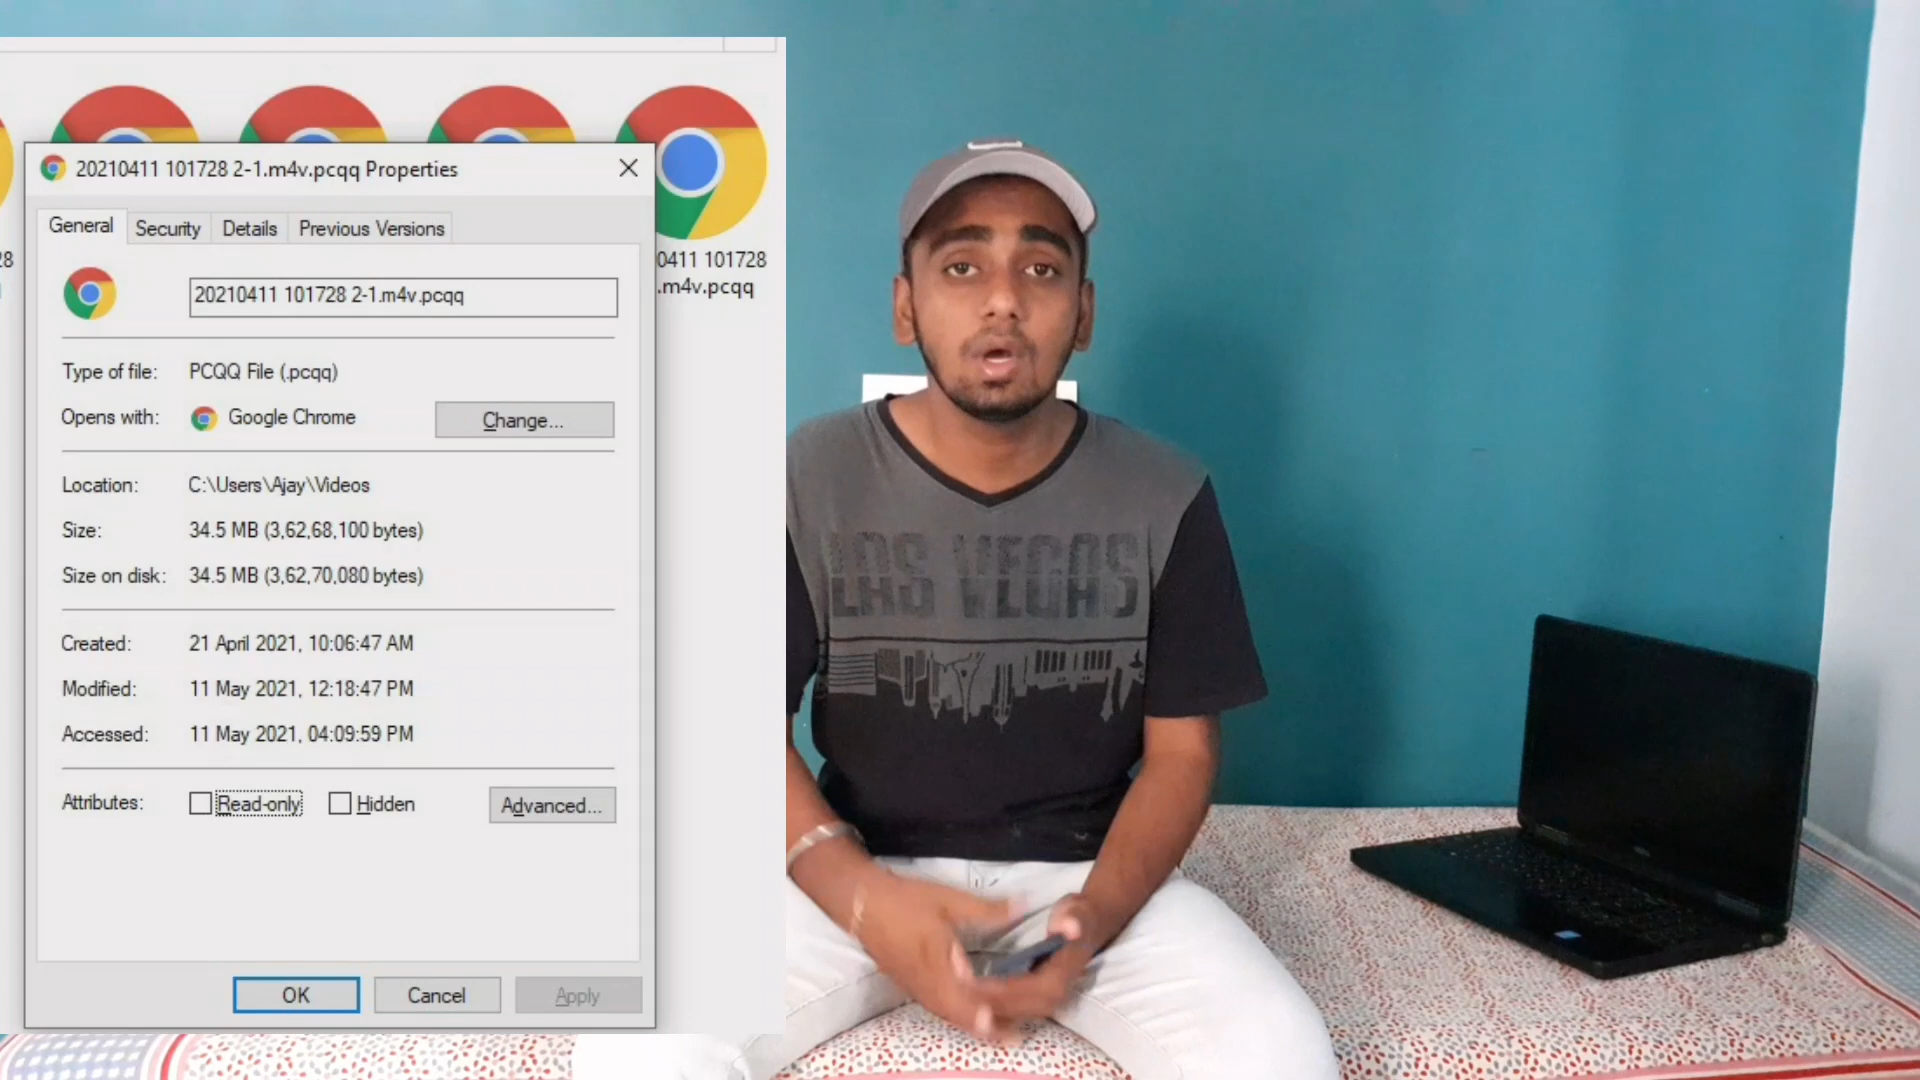 20210411 101728 2-1.m4v.pcqq Properties
General
Security
Details
Previous Versions
20210411 101728 2-1.m4v.pcqq
Type of file: PCQQ File (.pcqq)
Opens with: Google Chrome
Change...
Location: C:\Users\Ajay\Videos
Size: 34.5 MB (3,62,68,100 bytes)
Size on disk: 34.5 MB (3,62,70,080 bytes)
Created: 21 April 2021, 10:06:47 AM
Modified: 11 May 2021, 12:18:47 PM
Accessed: 11 May 2021, 04:09:59 PM
Attributes: Read-only Hidden
Advanced...
OK
Cancel
Apply
28
0411 101728
.m4v.pcqq
LAS VEGAS